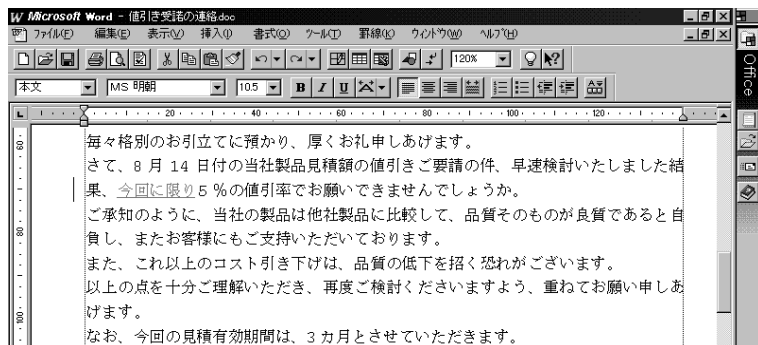 Microsoft Word - 値引き受諾の連絡.doc
ファイル(F) 編集(E) 表示(V) 挿入(I) 書式(O) ツール(T) 罫線(K) ウィンドウ(W) ヘルプ(H)
120%
本文 MS 明朝 10.5 B I U A
20 40 60 80 100 120
毎々格別のお引立てに預かり、厚くお礼申しあげます。
さて、8 月 14 日付の当社製品見積額の値引きご要請の件、早速検討いたしました結
果、今回に限り5％の値引率でお願いできませんでしょうか。
ご承知のように、当社の製品は他社製品に比較して、品質そのものが良質であると自
負し、またお客様にもご支持いただいております。
また、これ以上のコスト引き下げは、品質の低下を招く恐れがございます。
以上の点を十分ご理解いただき、再度ご検討くださいますよう、重ねてお願い申しあ
げます。
なお、今回の見積有効期間は、3 カ月とさせていただきます。
Office